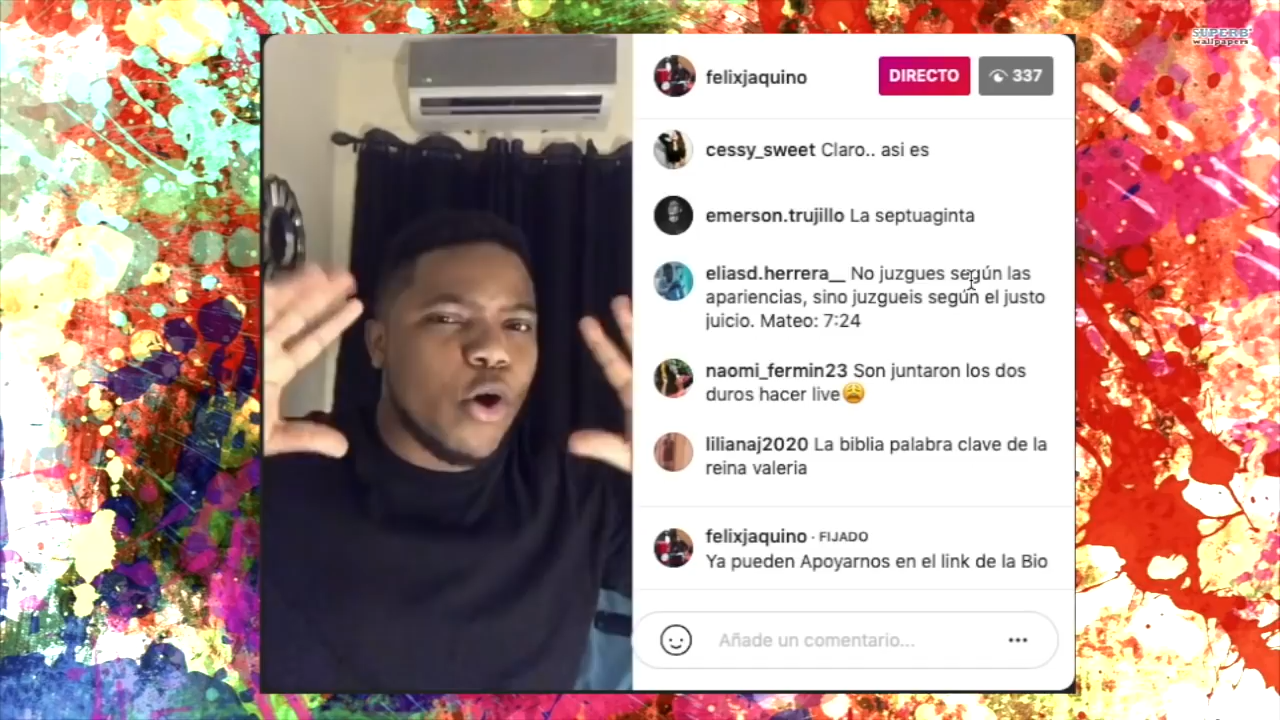 SUPERB
wallpapers
felixjaquino
DIRECTO
337
cessy_sweet Claro.. asi es
emerson.trujillo La septuaginta
eliasd.herrera__ No juzgues según las
apariencias, sino juzgueis según el justo
juicio. Mateo: 7:24
naomi_fermin23 Son juntaron los dos
duros hacer live😩
lilianaj2020 La biblia palabra clave de la
reina valeria
felixjaquino · FIJADO
Ya pueden Apoyarnos en el link de la Bio
Añade un comentario...